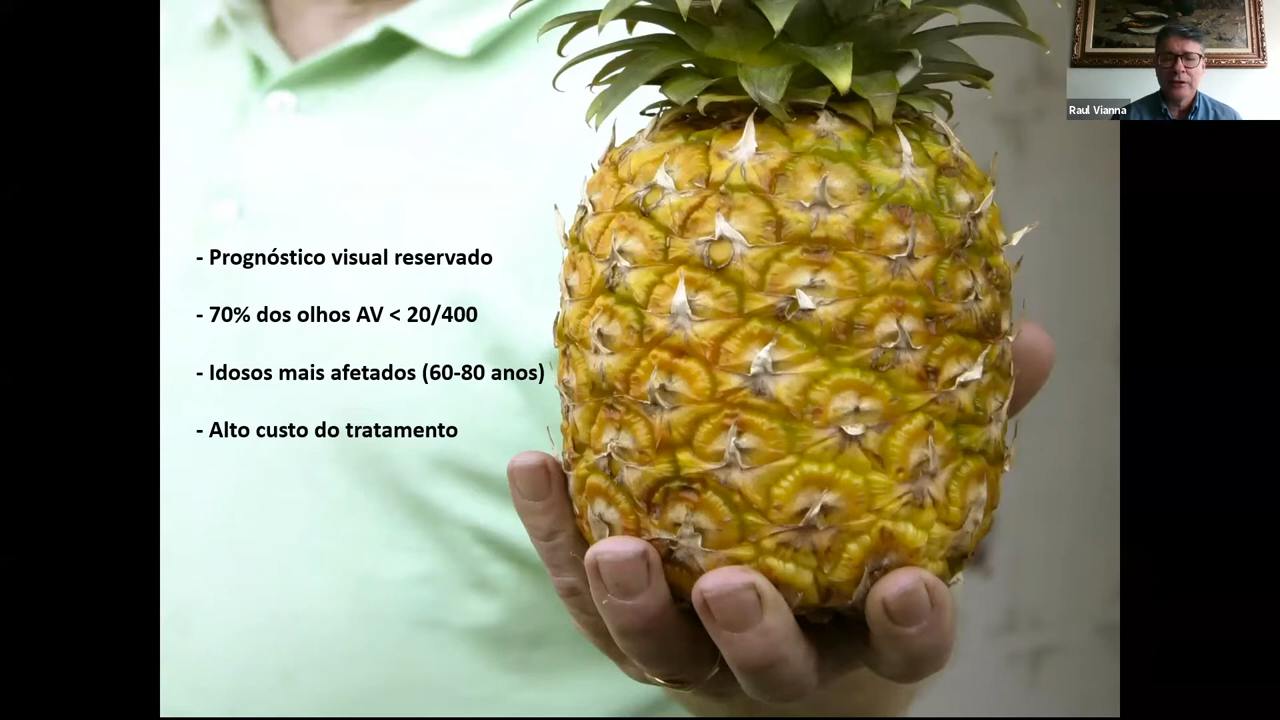 Raul Vianna
- Prognóstico visual reservado
- 70% dos olhos AV < 20/400
- Idosos mais afetados (60-80 anos)
- Alto custo do tratamento